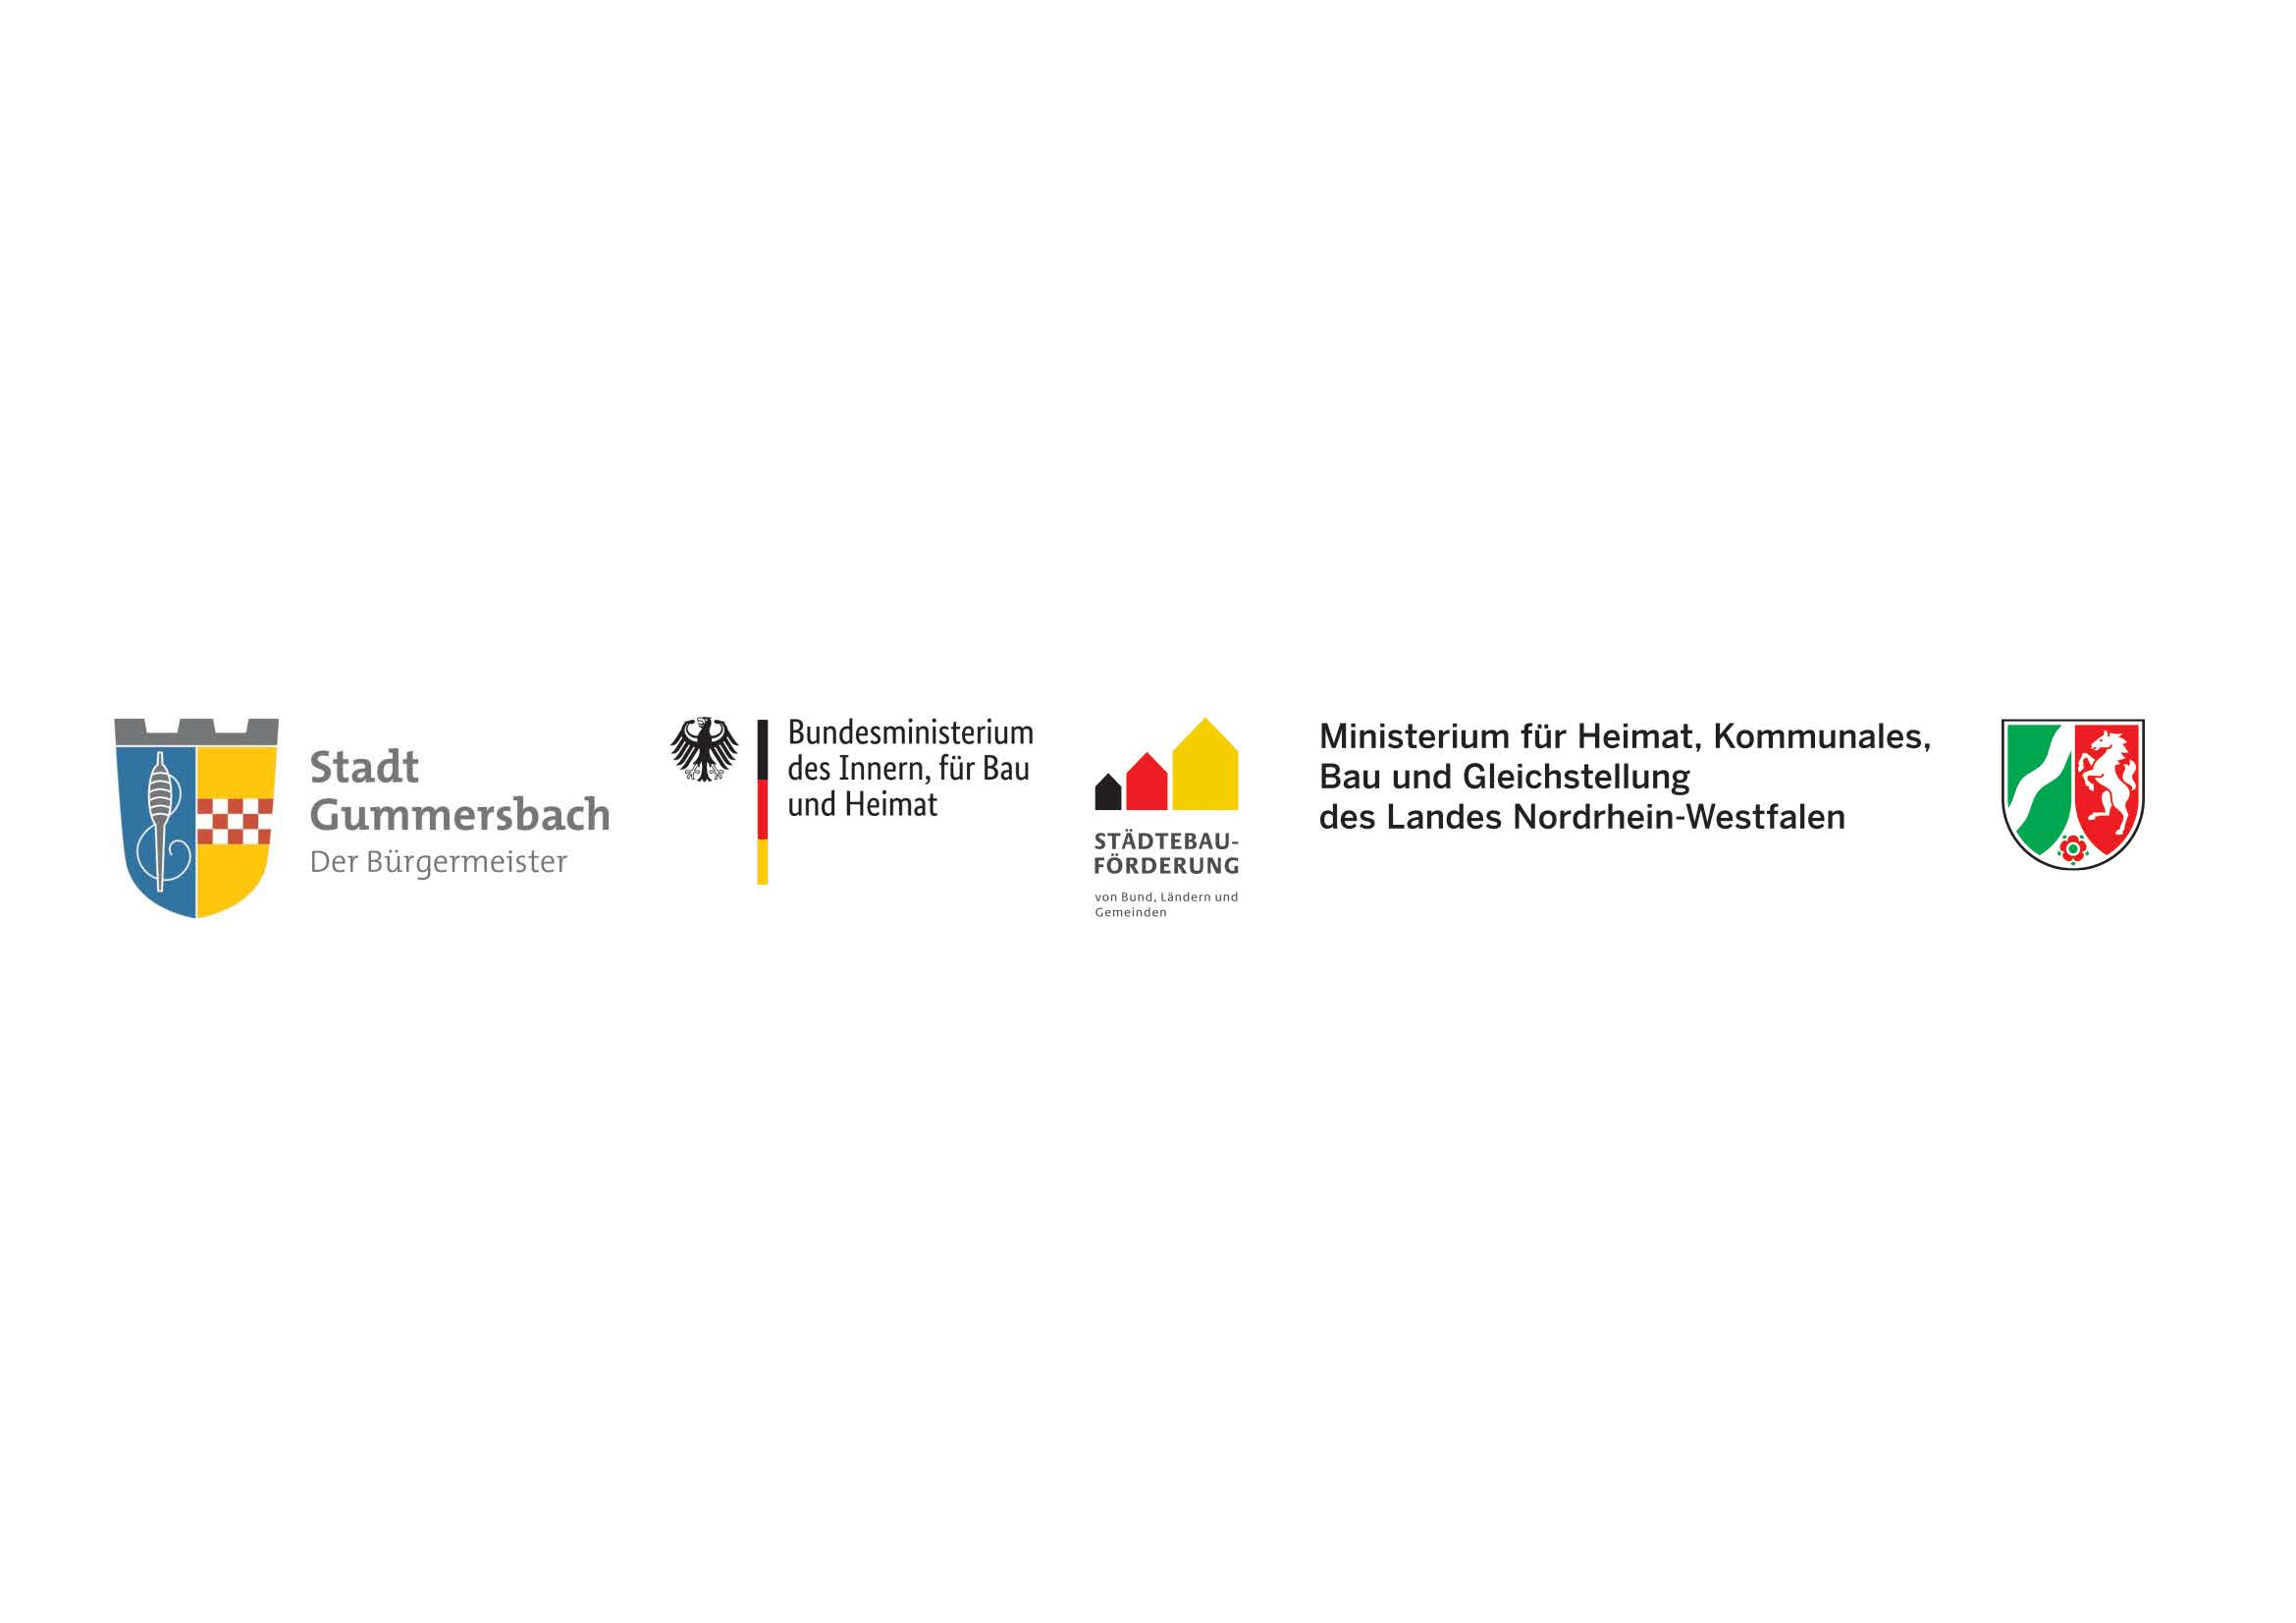 Stadt
Gummersbach
Der Bürgermeister
Bundesministerium
des Innern, für Bau
und Heimat
STÄDTEBAU-
FÖRDERUNG
von Bund, Ländern und
Gemeinden
Ministerium für Heimat, Kommunales,
Bau und Gleichstellung
des Landes Nordrhein-Westfalen